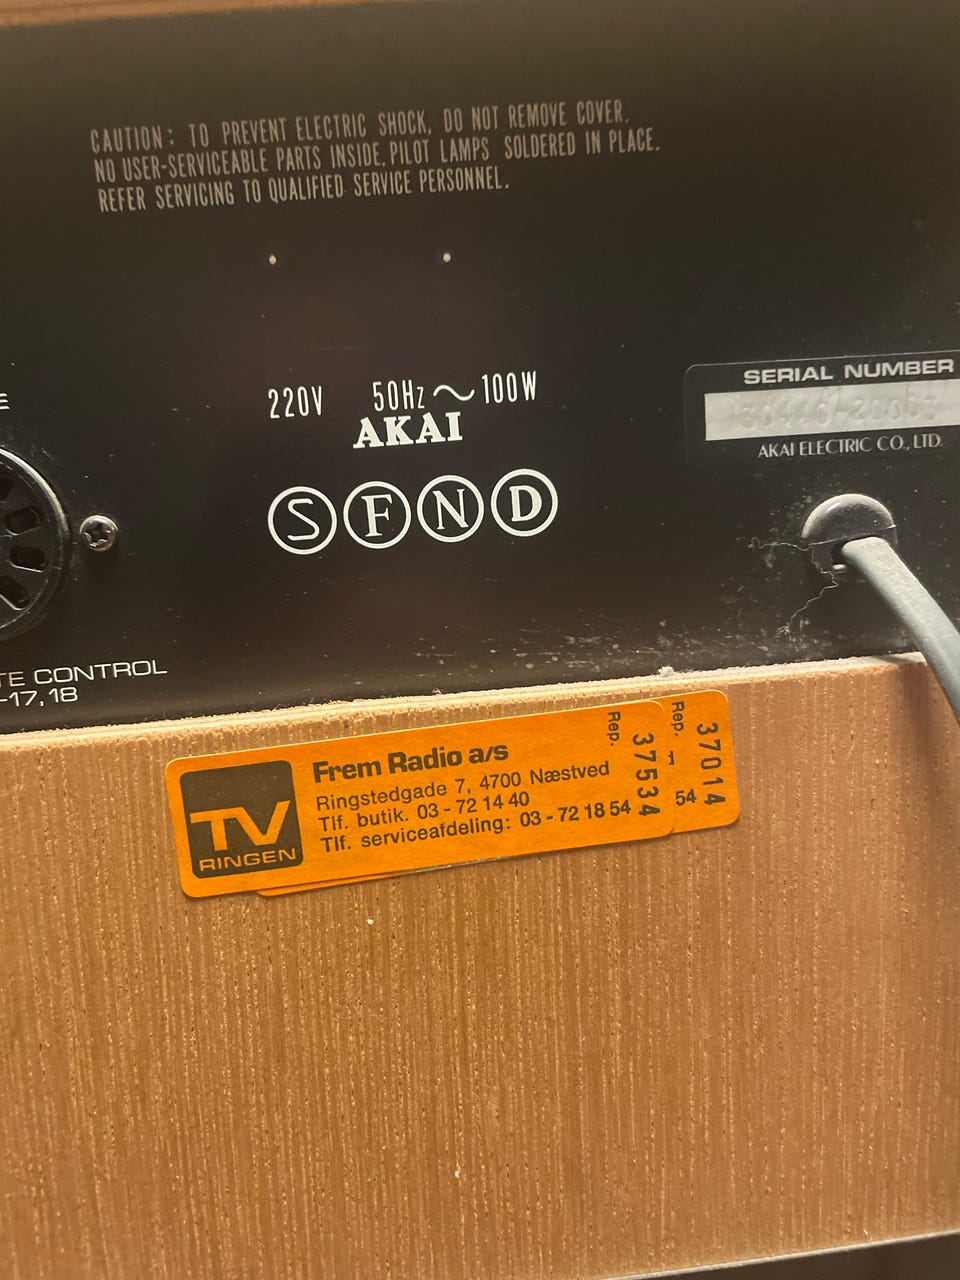 CAUTION: TO PREVENT ELECTRIC SHOCK, DO NOT REMOVE COVER.
NO USER-SERVICEABLE PARTS INSIDE. PILOT LAMPS SOLDERED IN PLACE.
REFER SERVICING TO QUALIFIED SERVICE PERSONNEL.
220V 50Hz ~ 100W
AKAI
S F N D
SERIAL NUMBER
AKAI ELECTRIC CO., LTD.
E
TE CONTROL
-17, 18
TV
RINGEN
Frem Radio a/s
Ringstedgade 7, 4700 Næstved
Tlf. butik. 03 - 72 14 40
Tlf. serviceafdeling: 03 - 72 18 54
Rep.
37534
Rep.
37014
54